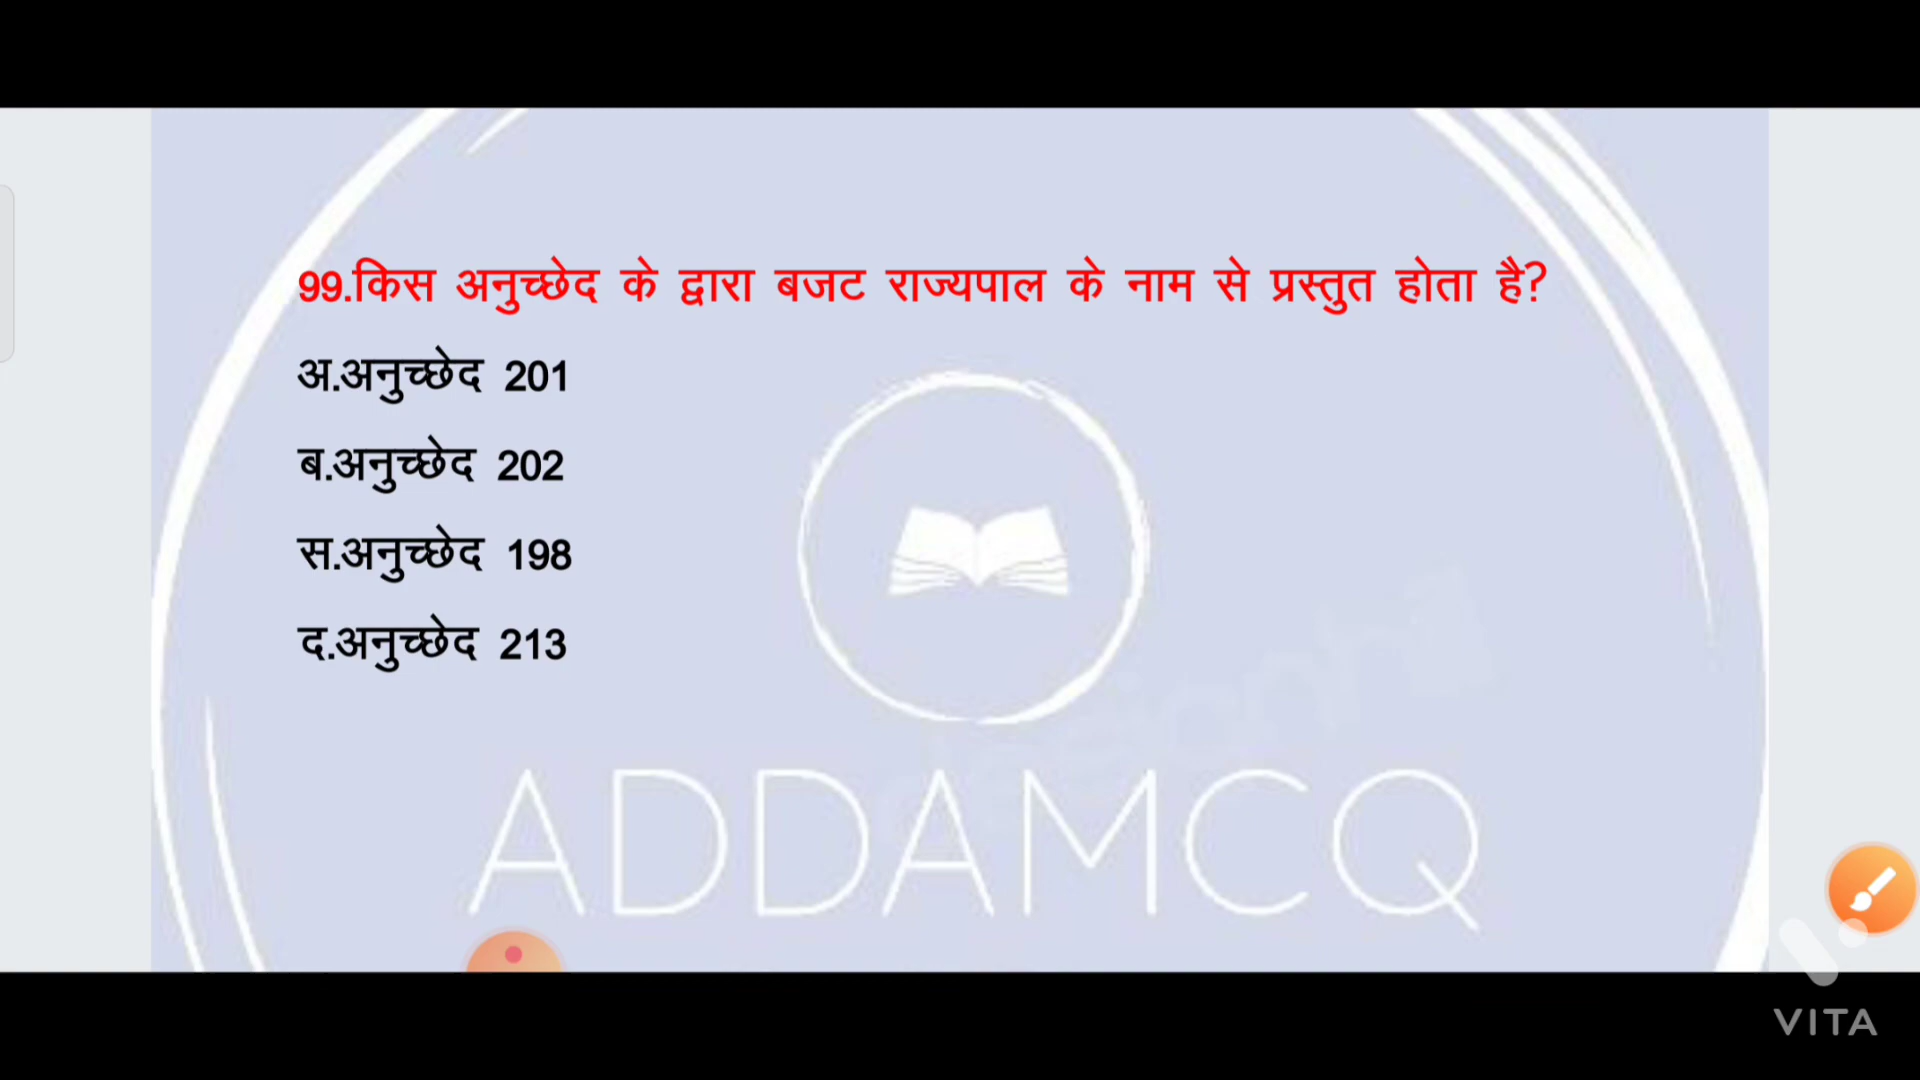 99.किस अनुच्छेद के द्वारा बजट राज्यपाल के नाम से प्रस्तुत होता है?
अ.अनुच्छेद 201
ब.अनुच्छेद 202
स.अनुच्छेद 198
द.अनुच्छेद 213
ADDAMCQ
VITA